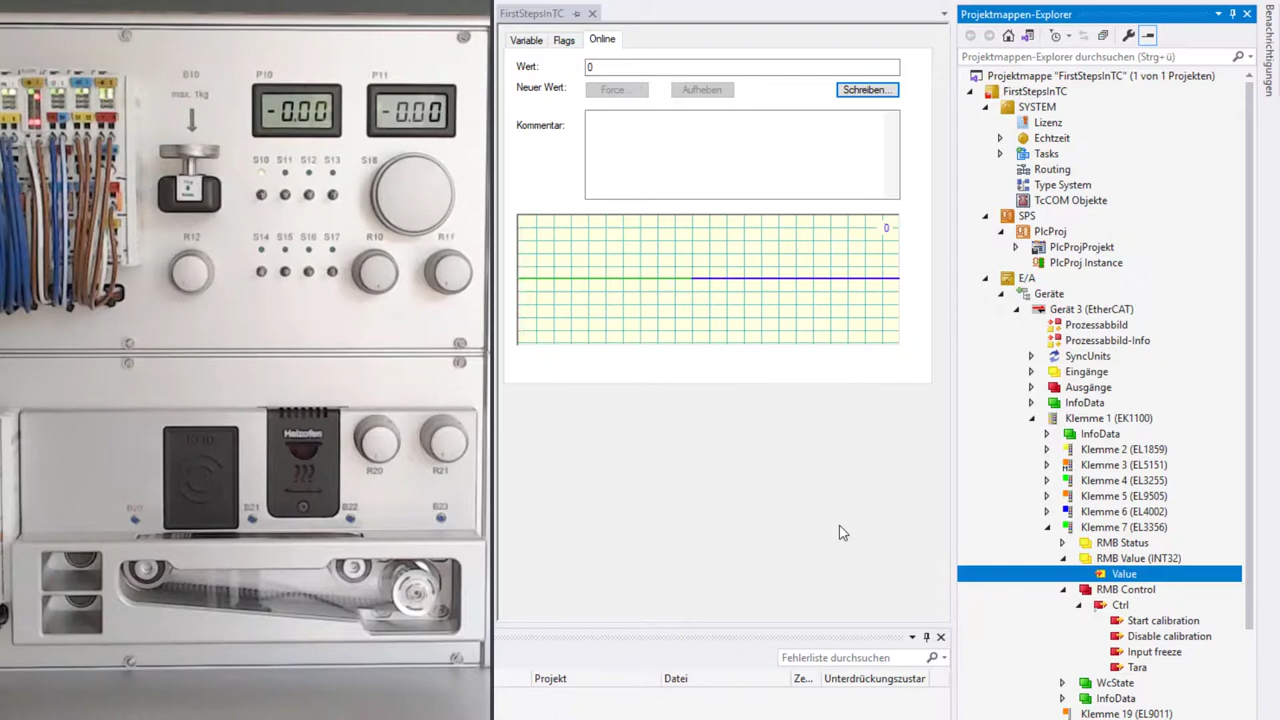 B10
max. 1kg
P10
P11
-0.00
-0.00
S10
S11
S12
S13
S18
R12
S14
S15
S16
S17
R10
R11
Heizofen
R20
R21
B20
B21
B22
B23
FirstStepsInTC
Variable
Flags
Online
Wert:
0
Neuer Wert:
Force...
Aufheben
Schreiben...
Kommentar:
0
Fehlerliste durchsuchen
Projekt
Datei
Ze...
Unterdrückungszustar
Projektmappen-Explorer
Projektmappen-Explorer durchsuchen (Strg+ü)
Projektmappe "FirstStepsInTC" (1 von 1 Projekten)
FirstStepsInTC
SYSTEM
Lizenz
Echtzeit
Tasks
Routing
Type System
TcCOM Objekte
SPS
PlcProj
PlcProjProjekt
PlcProj Instance
E/A
Geräte
Gerät 3 (EtherCAT)
Prozessabbild
Prozessabbild-Info
SyncUnits
Eingänge
Ausgänge
InfoData
Klemme 1 (EK1100)
InfoData
Klemme 2 (EL1859)
Klemme 3 (EL5151)
Klemme 4 (EL3255)
Klemme 5 (EL9505)
Klemme 6 (EL4002)
Klemme 7 (EL3356)
RMB Status
RMB Value (INT32)
Value
RMB Control
Ctrl
Start calibration
Disable calibration
Input freeze
Tara
WcState
InfoData
Klemme 19 (EL9011)
Benachrichtigungen